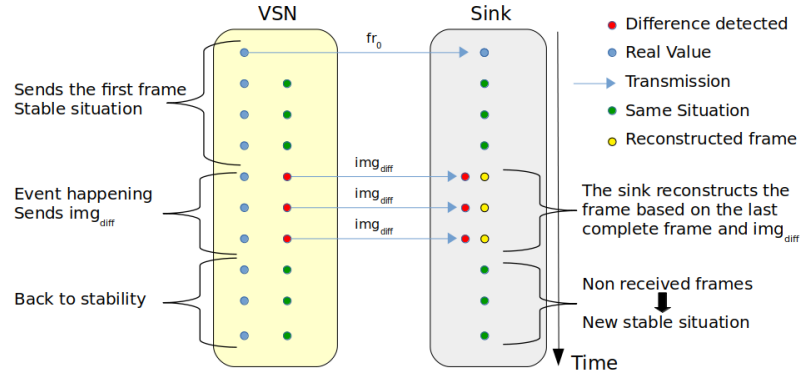 VSN
Sink
fr0
Difference detected
Real Value
Transmission
Same Situation
Reconstructed frame
Sends the first frame
Stable situation
imgdiff
imgdiff
imgdiff
Event happening
Sends imgdiff
The sink reconstructs the
frame based on the last
complete frame and imgdiff
Back to stability
Non received frames
New stable situation
Time